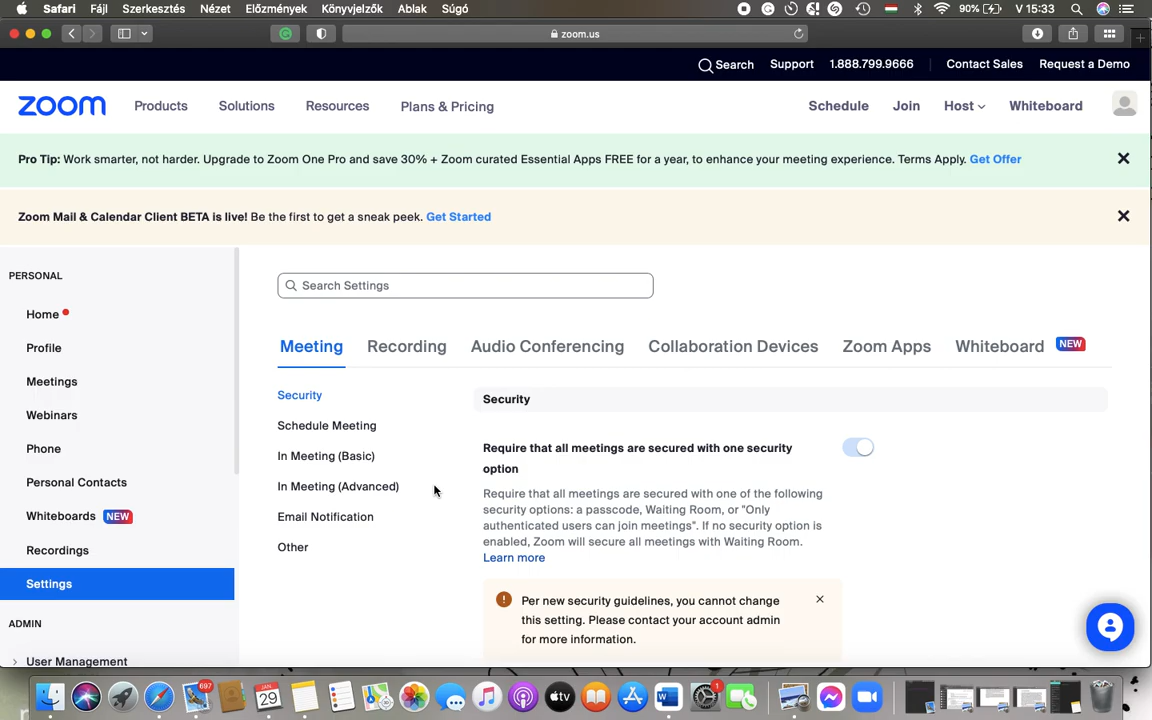 Safari Fájl Szerkesztés Nézet Előzmények Könyvjelzők Ablak Súgó 90% V 15:33
zoom.us
Search Support 1.888.799.9666 Contact Sales Request a Demo
zoom Products Solutions Resources Plans & Pricing Schedule Join Host Whiteboard
Pro Tip: Work smarter, not harder. Upgrade to Zoom One Pro and save 30% + Zoom curated Essential Apps FREE for a year, to enhance your meeting experience. Terms Apply. Get Offer
Zoom Mail & Calendar Client BETA is live! Be the first to get a sneak peek. Get Started
PERSONAL
Home
Profile
Meetings
Webinars
Phone
Personal Contacts
Whiteboards NEW
Recordings
Settings
ADMIN
User Management
Search Settings
Meeting Recording Audio Conferencing Collaboration Devices Zoom Apps Whiteboard NEW
Security
Schedule Meeting
In Meeting (Basic)
In Meeting (Advanced)
Email Notification
Other
Security
Require that all meetings are secured with one security
option
Require that all meetings are secured with one of the following
security options: a passcode, Waiting Room, or "Only
authenticated users can join meetings". If no security option is
enabled, Zoom will secure all meetings with Waiting Room.
Learn more
Per new security guidelines, you cannot change
this setting. Please contact your account admin
for more information.
697
JAN
29
tv
1